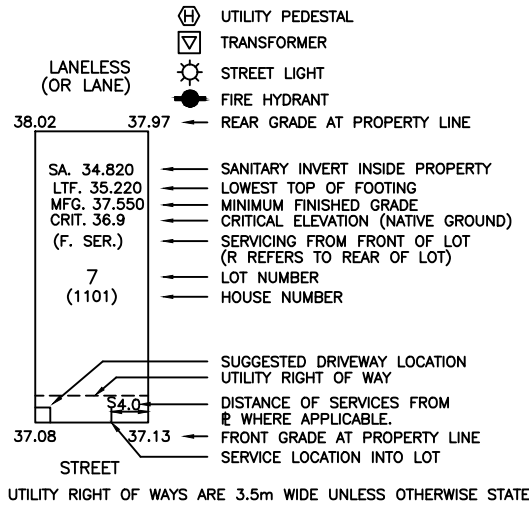 H UTILITY PEDESTAL
TRANSFORMER
LANELESS
(OR LANE)
STREET LIGHT
FIRE HYDRANT
38.02 37.97 REAR GRADE AT PROPERTY LINE
SA. 34.820 SANITARY INVERT INSIDE PROPERTY
LTF. 35.220 LOWEST TOP OF FOOTING
MFG. 37.550 MINIMUM FINISHED GRADE
CRIT. 36.9 CRITICAL ELEVATION (NATIVE GROUND)
(F. SER.) SERVICING FROM FRONT OF LOT
(R REFERS TO REAR OF LOT)
7 LOT NUMBER
(1101) HOUSE NUMBER
SUGGESTED DRIVEWAY LOCATION
UTILITY RIGHT OF WAY
S4.0 DISTANCE OF SERVICES FROM
℄ WHERE APPLICABLE.
37.08 37.13 FRONT GRADE AT PROPERTY LINE
SERVICE LOCATION INTO LOT
STREET
UTILITY RIGHT OF WAYS ARE 3.5m WIDE UNLESS OTHERWISE STATE